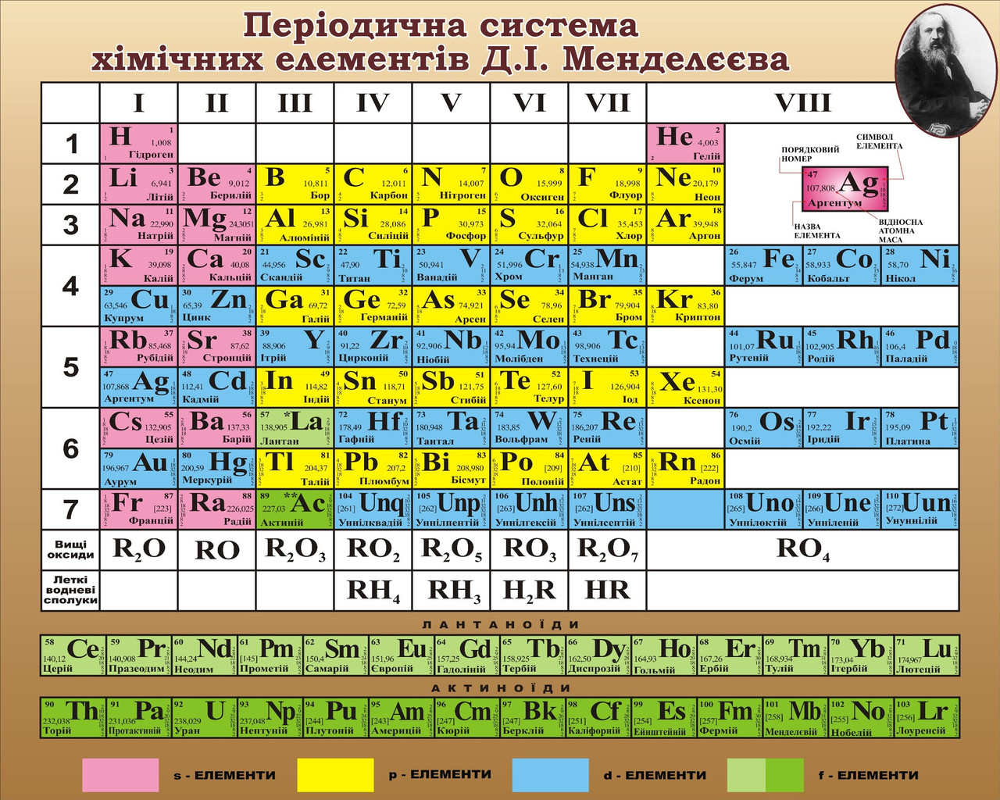 Періодична система
хімічних елементів Д.І. Менделєєва
I II III IV V VI VII VIII
1 H 1 1,008 Гідроген He 2 4,003 Гелій
2 Li 3 6,941 Літій Be 4 9,012 Берилій B 5 10,811 Бор C 6 12,011 Карбон N 7 14,007 Нітроген O 8 15,999 Оксиген F 9 18,998 Флуор Ne 10 20,179 Неон
3 Na 11 22,990 Натрій Mg 12 24,3051 Магній Al 13 26,981 Алюміній Si 14 28,086 Силіцій P 15 30,973 Фосфор S 16 32,064 Сульфур Cl 17 35,453 Хлор Ar 18 39,948 Аргон
ПОРЯДКОВИЙ НОМЕР
СИМВОЛ ЕЛЕМЕНТА
47 107,808 Ag Аргентум
НАЗВА ЕЛЕМЕНТА
ВІДНОСНА АТОМНА МАСА
4 K 19 39,098 Калій Ca 20 40,08 Кальцій 21 Sc 44,956 Скандій 22 Ti 47,90 Титан 23 V 50,941 Ванадій 24 Cr 51,996 Хром 25 Mn 54,938 Манган 26 Fe 55,847 Ферум 27 Co 58,933 Кобальт 28 Ni 58,70 Нікол
29 Cu 63,546 Купрум 30 Zn 65,39 Цинк Ga 31 69,72 Галій Ge 32 72,59 Германій As 33 74,921 Арсен Se 34 78,96 Селен Br 35 79,904 Бром Kr 36 83,80 Криптон
5 Rb 37 85,468 Рубідій Sr 38 87,62 Стронцій 39 Y 88,906 Ітрій 40 Zr 91,22 Цирконій 41 Nb 92,906 Ніобій 42 Mo 95,94 Молібден 43 Tc 98,906 Технецій 44 Ru 101,07 Рутеній 45 Rh 102,905 Родій 46 Pd 106,4 Паладій
47 Ag 107,868 Аргентум 48 Cd 112,41 Кадмій In 49 114,82 Індій Sn 50 118,71 Станум Sb 51 121,75 Стибій Te 52 127,60 Телур I 53 126,904 Іод Xe 54 131,30 Ксенон
6 Cs 55 132,905 Цезій Ba 56 137,33 Барій 57 *La 138,905 Лантан 72 Hf 178,49 Гафній 73 Ta 180,948 Тантал 74 W 183,85 Вольфрам 75 Re 186,207 Реній 76 Os 190,2 Осмій 77 Ir 192,22 Іридій 78 Pt 195,09 Платина
79 Au 196,967 Аурум 80 Hg 200,59 Меркурій Tl 81 204,37 Талій Pb 82 207,2 Плюмбум Bi 83 208,980 Бісмут Po 84 [209] Полоній At 85 [210] Астат Rn 86 [222] Радон
7 Fr 87 [223] Францій Ra 88 226,025 Радій 89 **Ac 227,03 Актиній 104 Unq [261] Уннілквадій 105 Unp [262] Уннілпентій 106 Unh [263] Уннілгексій 107 Uns [262] Уннілсептій 108 Uno [265] Уннілоктій 109 Une [266] Унніленій 110 Uun [272] Унуннілій
Вищі оксиди R₂O RO R₂O₃ RO₂ R₂O₅ RO₃ R₂O₇ RO₄
Леткі водневі сполуки RH₄ RH₃ H₂R HR
ЛАНТАНОЇДИ
58 Ce 140,12 Церій 59 Pr 140,908 Празеодим 60 Nd 144,24 Неодим 61 Pm [145] Прометій 62 Sm 150,4 Самарій 63 Eu 151,96 Європій 64 Gd 157,25 Гадоліній 65 Tb 158,925 Тербій 66 Dy 162,50 Диспрозій 67 Ho 164,93 Гольмій 68 Er 167,26 Ербій 69 Tm 168,934 Тулій 70 Yb 173,04 Ітербій 71 Lu 174,967 Лютецій
АКТИНОЇДИ
90 Th 232,038 Торій 91 Pa 231,036 Протактиній 92 U 238,029 Уран 93 Np 237,048 Нептуній 94 Pu [244] Плутоній 95 Am [243] Америцій 96 Cm [247] Кюрій 97 Bk [247] Берклій 98 Cf [251] Каліфорній 99 Es [254] Ейнштейній 100 Fm [257] Фермій 101 Mb [258] Менделєвій 102 No [255] Нобелій 103 Lr [256] Лоуренсій
s - ЕЛЕМЕНТИ p - ЕЛЕМЕНТИ d - ЕЛЕМЕНТИ f - ЕЛЕМЕНТИ